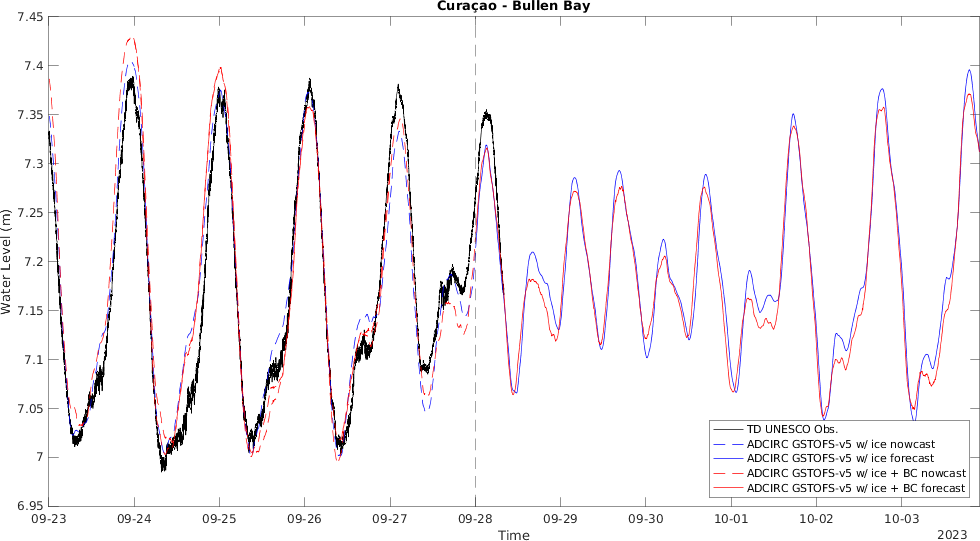 Curaçao - Bullen Bay
7.45
7.4
7.35
7.3
7.25
7.2
7.15
7.1
7.05
7
6.95
Water Level (m)
TD UNESCO Obs.
ADCIRC GSTOFS-v5 w/ ice nowcast
ADCIRC GSTOFS-v5 w/ ice forecast
ADCIRC GSTOFS-v5 w/ ice + BC nowcast
ADCIRC GSTOFS-v5 w/ ice + BC forecast
09-23 09-24 09-25 09-26 09-27 09-28 09-29 09-30 10-01 10-02 10-03
Time
2023